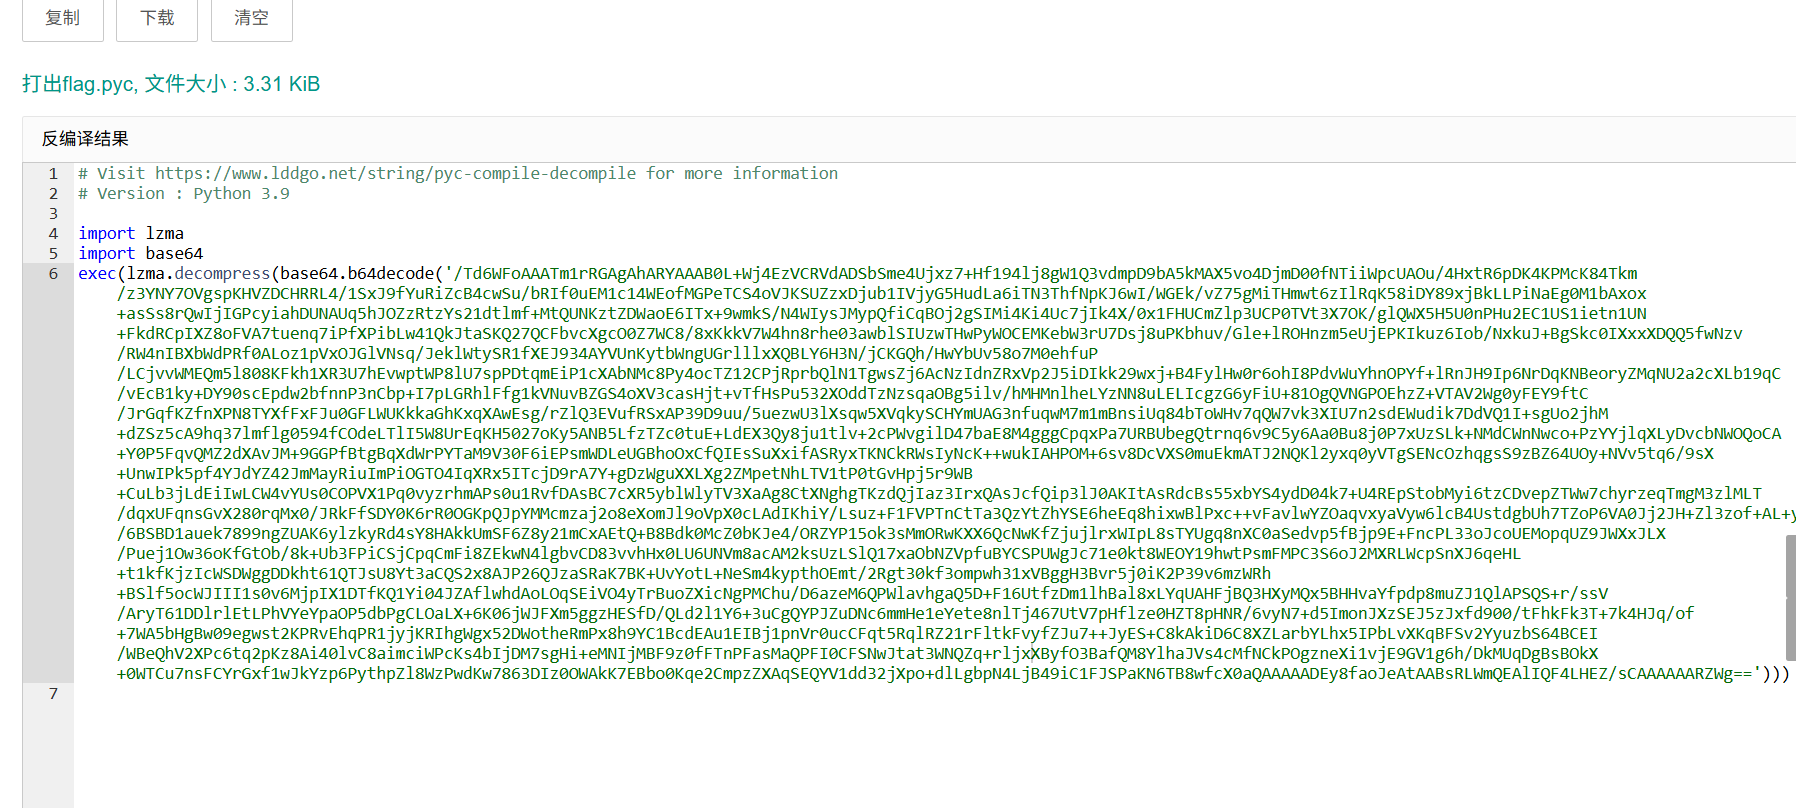 复制 下载 清空
打出flag.pyc, 文件大小 : 3.31 KiB
反编译结果
1 # Visit https://www.lddgo.net/string/pyc-compile-decompile for more information
2 # Version : Python 3.9
3
4 import lzma
5 import base64
6 exec(lzma.decompress(base64.b64decode('/Td6WFoAAATm1rRGAgAhARYAAAB0L+Wj4EzVCRVdADSbSme4Ujxz7+Hf194lj8gW1Q3vdmpD9bA5kMAX5vo4DjmD00fNTiiWpcUAOu/4HxtR6pDK4KPMcK84Tkm
/z3YNY7OVgspKHVZDCHRRL4/1SxJ9fYuRiZcB4cwSu/bRIf0uEM1c14WEofMGPeTCS4oVJKSUZzxDjub1IVjyG5HudLa6iTN3ThfNpKJ6wI/WGEk/vZ75gMiTHmwt6zIlRqK58iDY89xjBkLLPiNaEg0M1bAxox
+asSs8rQwIjIGPcyiahDUNAUq5hJOZzRtzYs21dtlmf+MtQUNKztZDWaoE6ITx+9wmkS/N4WIysJMypQfiCqBOj2gSIMi4Ki4Uc7jIk4X/0x1FHUCmZlp3UCP0TVt3X7OK/glQWX5H5U0nPHu2EC1US1ietn1UN
+FkdRCpIXZ8oFVA7tuenq7iPfXPibLw41QkJtaSKQ27QCFbvcXgcO0Z7WC8/8xKkkV7W4hn8rhe03awblSIUzwTHwPyWOCEMKebW3rU7Dsj8uPKbhuv/Gle+lROHnzm5eUjEPKIkuz6Iob/NxkuJ+BgSkc0IXxxXDQQ5fwNzv
/RW4nIBXbWdPRf0ALoz1pVxOJGlVNsq/JeklWtySR1fXEJ934AYVUnKytbWngUGrlllxXQBLY6H3N/jCKGQh/HwYbUv58o7M0ehfuP
/LCjvvWMEQm5l808KFkh1XR3U7hEvwptWP8lU7spPDtqmEiP1cXAbNMc8Py4ocTZ12CPjRprbQlN1TgwsZj6AcNzIdnZRxVp2J5iDIkk29wxj+B4FylHw0r6ohI8PdvWuYhnOPYf+lRnJH9Ip6NrDqKNBeoryZMqNU2a2cXLb19qC
/vEcB1ky+DY90scEpdw2bfnnP3nCbp+I7pLGRhlFfg1kVNuvBZGS4oXV3casHjt+vTfHsPu532XOddTzNzsqaOBg5ilv/hMHMnlheLYzNN8uLELIcgzG6yFiU+81OgQVNGPOEhzZ+VTAV2Wg0yFEY9ftC
/JrGqfKZfnXPN8TYXfFxFJu0GFLWUKkkaGhKxqXAwEsg/rZlQ3EVufRSxAP39D9uu/5uezwU3lXsqw5XVqkySCHYmUAG3nfuqwM7m1mBnsiUq84bToWHv7qQW7vk3XIU7n2sdEWudik7DdVQ1I+sgUo2jhM
+dZSz5cA9hq37lmflg0594fCOdeLTlI5W8UrEqKH5027oKy5ANB5LfzTZc0tuE+LdEX3Qy8ju1tlv+2cPWvgilD47baE8M4gggCpqxPa7URBUbegQtrnq6v9C5y6Aa0Bu8j0P7xUzSLk+NMdCWnNwco+PzYYjlqXLyDvcbNWOQoCA
+Y0P5FqvQMZ2dXAvJM+9GGPfBtgBqXdWrPYTaM9V30F6iEPsmWDLeUGBhoOxCfQIEsSuXxifASRyxTKNCkRWsIyNcK++wukIAHPOM+6sv8DcVXS0muEkmATJ2NQKl2yxq0yVTgSENcOzhqgsS9zBZ64UOy+NVv5tq6/9sX
+UnwIPk5pf4YJdYZ42JmMayRiuImPiOGTO4IqXRx5ITcjD9rA7Y+gDzWguXXLXg2ZMpetNhLTV1tP0tGvHpj5r9WB
+CuLb3jLdEiIwLCW4vYUs0COPVX1Pq0vyzrhmAPs0u1RvfDAsBC7cXR5yblWlyTV3XaAg8CtXNghgTKzdQjIaz3IrxQAsJcfQip3lJ0AKItAsRdcBs55xbYS4ydD04k7+U4REpStobMyi6tzCDvepZTWw7chyrzeqTmgM3zlMLT
/dqxUFqnsGvX280rqMx0/JRkFfSDY0K6rR0OGKpQJpYMMcmzaj2o8eXomJl9oVpX0cLAdIKhiY/Lsuz+F1FVPTnCtTa3QzYtZhYSE6heEq8hixwBlPxc++vFavlwYZOaqvxyaVyw6lcB4UstdgbUh7TZoP6VA0Jj2JH+Zl3zof+AL+y
/6BSBD1auek7899ngZUAK6ylzkyRd4sY8HAkkUmSF6Z8y21mCxAEtQ+B8Bdk0McZ0bKJe4/ORZYP15ok3sMmORwKXX6QcNwKfZjujlrxWIpL8sTYUgq8nXC0aSedvp5fBjp9E+FncPL33oJcoUEMopqUZ9JWXxJLX
/Puej1Ow36oKfGtOb/8k+Ub3FPiCSjCpqCmFi8ZEkwN4lgbvCD83vvhHx0LU6UNVm8acAM2ksUzLSlQ17xaObNZVpfuBYCSPUWgJc71e0kt8WEOY19hwtPsmFMPC3S6oJ2MXRLWcpSnXJ6qeHL
+t1kfKjzIcWSDWggDDkht61QTJsU8Yt3aCQS2x8AJP26QJzaSRaK7BK+UvYotL+NeSm4kypthOEmt/2Rgt30kf3ompwh31xVBggH3Bvr5j0iK2P39v6mzWRh
+BSlf5ocWJIII1s0v6MjpIX1DTfKQ1Yi04JZAflwhdAoLOqSEiVO4yTrBuoZXicNgPMChu/D6azeM6QPWlavhgaQ5D+F16UtfzDm1lhBal8xLYqUAHFjBQ3HXyMQx5BHHvaYfpdp8muZJ1QlAPSQS+r/ssV
/AryT61DDlrlEtLPhVYeYpaOP5dbPgCLOaLX+6K06jWJFXm5ggzHESfD/QLd2l1Y6+3uCgQYPJZuDNc6mmHe1eYete8nlTj467UtV7pHflze0HZT8pHNR/6vyN7+d5ImonJXzSEJ5zJxfd900/tFhkFk3T+7k4HJq/of
+7WA5bHgBw09egwst2KPRvEhqPR1jyjKRIhgWgx52DWotheRmPx8h9YC1BcdEAu1EIBj1pnVr0ucCFqt5RqlRZ21rFltkFvyfZJu7++JyES+C8kAkiD6C8XZLarbYLhx5IPbLvXKqBFSv2YyuzbS64BCEI
/WBeQhV2XPc6tq2pKz8Ai40lvC8aimciWPcKs4bIjDM7sgHi+eMNIjMBF9z0fFTnPFasMaQPFI0CFSNwJtat3WNQZq+rljxXByfO3BafQM8YlhaJVs4cMfNCkPOgzneXi1vjE9GV1g6h/DkMUqDgBsBOkX
+0WTCu7nsFCYrGxf1wJkYzp6PythpZl8WzPwdKw7863DIz0OWAkK7EBbo0Kqe2CmpzZXAqSEQYV1dd32jXpo+dlLgbpN4LjB49iC1FJSPaKN6TB8wfcX0aQAAAAADEy8faoJeAtAABsRLWmQEAlIQF4LHEZ/sCAAAAAARZWg==')))
7